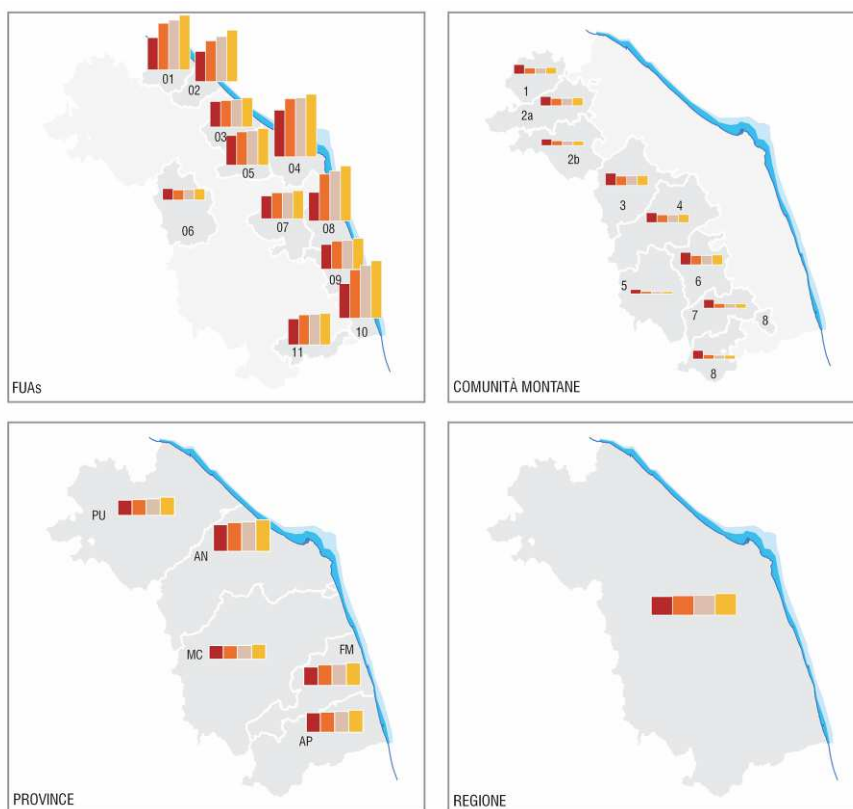 01
02
03
04
05
06
07
08
09
10
11
FUAs
1
2a
2b
3
4
5
6
7
8
8
COMUNITÀ MONTANE
PU
AN
MC
FM
AP
PROVINCE
REGIONE